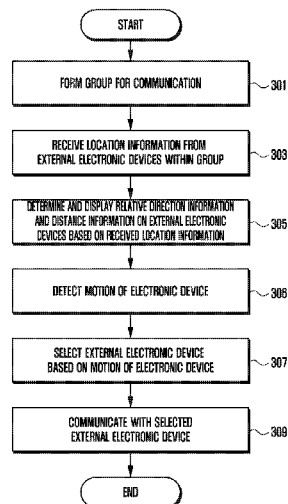 START
FORM GROUP FOR COMMUNICATION
301
RECEIVE LOCATION INFORMATION FROM
EXTERNAL ELECTRONIC DEVICES WITHIN GROUP
303
DETERMINE AND DISPLAY RELATIVE DIRECTION INFORMATION
AND DISTANCE INFORMATION ON EXTERNAL ELECTRONIC
DEVICES BASED ON RECEIVED LOCATION INFORMATION
305
DETECT MOTION OF ELECTRONIC DEVICE
306
SELECT EXTERNAL ELECTRONIC DEVICE
BASED ON MOTION OF ELECTRONIC DEVICE
307
COMMUNICATE WITH SELECTED
EXTERNAL ELECTRONIC DEVICE
309
END